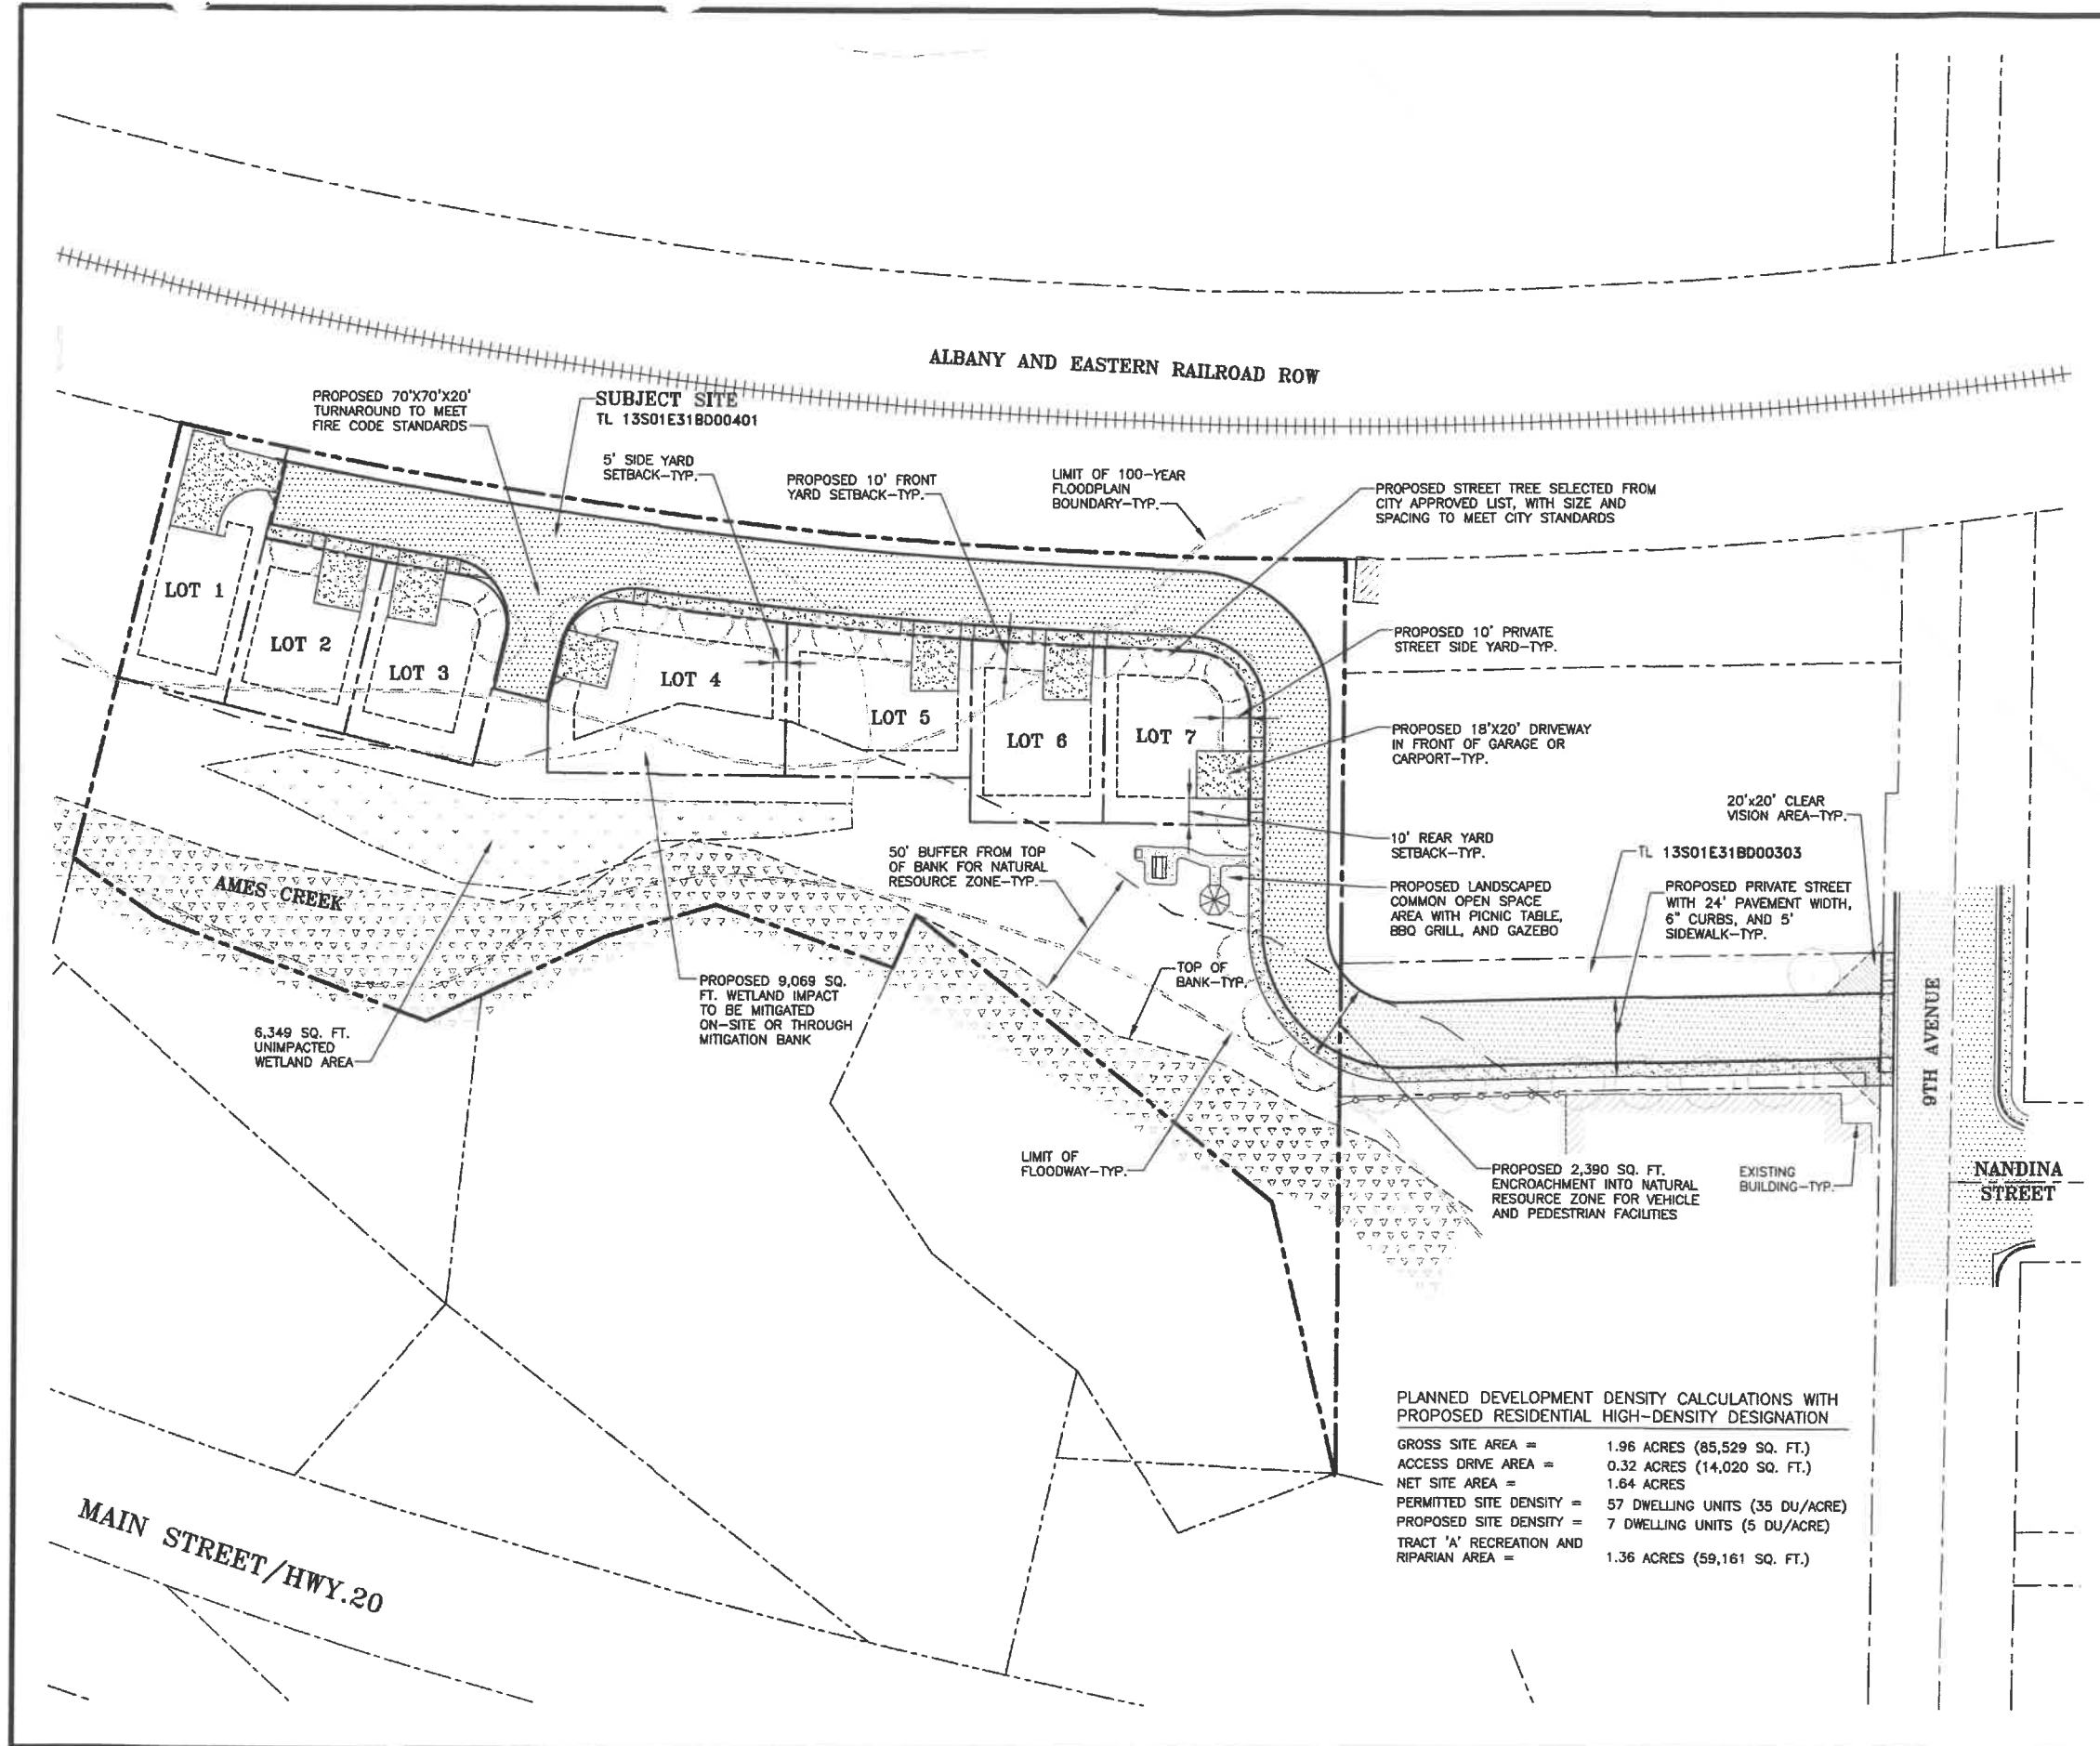 ALBANY AND EASTERN RAILROAD ROW
PROPOSED 70'X70'X20'
TURNAROUND TO MEET
FIRE CODE STANDARDS
SUBJECT SITE
TL 13S01E31BD00401
5' SIDE YARD
SETBACK-TYP.
PROPOSED 10' FRONT
YARD SETBACK-TYP.
LIMIT OF 100-YEAR
FLOODPLAIN
BOUNDARY-TYP.
PROPOSED STREET TREE SELECTED FROM
CITY APPROVED LIST, WITH SIZE AND
SPACING TO MEET CITY STANDARDS
LOT 1
LOT 2
LOT 3
LOT 4
LOT 5
LOT 6
LOT 7
PROPOSED 10' PRIVATE
STREET SIDE YARD-TYP.
PROPOSED 18'X20' DRIVEWAY
IN FRONT OF GARAGE OR
CARPORT-TYP.
20'x20' CLEAR
VISION AREA-TYP.
10' REAR YARD
SETBACK-TYP.
TL 13S01E31BD00303
50' BUFFER FROM TOP
OF BANK FOR NATURAL
RESOURCE ZONE-TYP.
PROPOSED LANDSCAPED
COMMON OPEN SPACE
AREA WITH PICNIC TABLE,
BBQ GRILL, AND GAZEBO
PROPOSED PRIVATE STREET
WITH 24' PAVEMENT WIDTH,
6" CURBS, AND 5'
SIDEWALK-TYP.
AMES CREEK
TOP OF
BANK-TYP.
PROPOSED 9,069 SQ.
FT. WETLAND IMPACT
TO BE MITIGATED
ON-SITE OR THROUGH
MITIGATION BANK
6,349 SQ. FT.
UNIMPACTED
WETLAND AREA
9TH AVENUE
LIMIT OF
FLOODWAY-TYP.
PROPOSED 2,390 SQ. FT.
ENCROACHMENT INTO NATURAL
RESOURCE ZONE FOR VEHICLE
AND PEDESTRIAN FACILITIES
EXISTING
BUILDING-TYP.
NANDINA
STREET
MAIN STREET/HWY.20
PLANNED DEVELOPMENT DENSITY CALCULATIONS WITH
PROPOSED RESIDENTIAL HIGH-DENSITY DESIGNATION
GROSS SITE AREA = 1.96 ACRES (85,529 SQ. FT.)
ACCESS DRIVE AREA = 0.32 ACRES (14,020 SQ. FT.)
NET SITE AREA = 1.64 ACRES
PERMITTED SITE DENSITY = 57 DWELLING UNITS (35 DU/ACRE)
PROPOSED SITE DENSITY = 7 DWELLING UNITS (5 DU/ACRE)
TRACT 'A' RECREATION AND
RIPARIAN AREA = 1.36 ACRES (59,161 SQ. FT.)